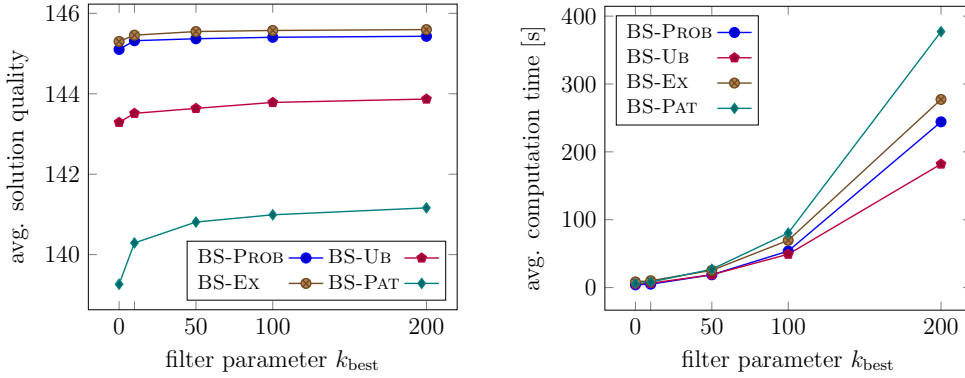 avg. solution quality
146
144
142
140
BS-PROB
BS-UB
BS-EX
BS-PAT
0
50
100
200
filter parameter k_best
avg. computation time [s]
400
300
200
100
0
BS-PROB
BS-UB
BS-EX
BS-PAT
0
50
100
200
filter parameter k_best